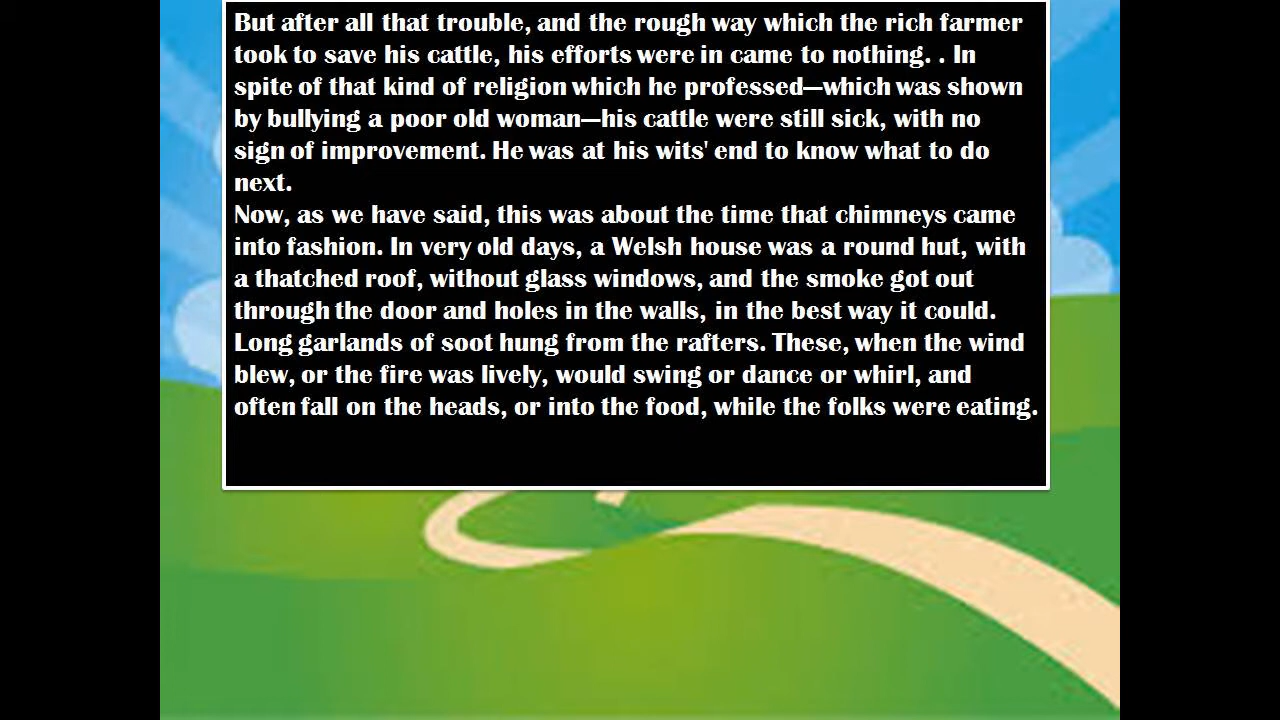 But after all that trouble, and the rough way which the rich farmer
took to save his cattle, his efforts were in came to nothing. . In
spite of that kind of religion which he professed—which was shown
by bullying a poor old woman—his cattle were still sick, with no
sign of improvement. He was at his wits' end to know what to do
next.
Now, as we have said, this was about the time that chimneys came
into fashion. In very old days, a Welsh house was a round hut, with
a thatched roof, without glass windows, and the smoke got out
through the door and holes in the walls, in the best way it could.
Long garlands of soot hung from the rafters. These, when the wind
blew, or the fire was lively, would swing or dance or whirl, and
often fall on the heads, or into the food, while the folks were eating.